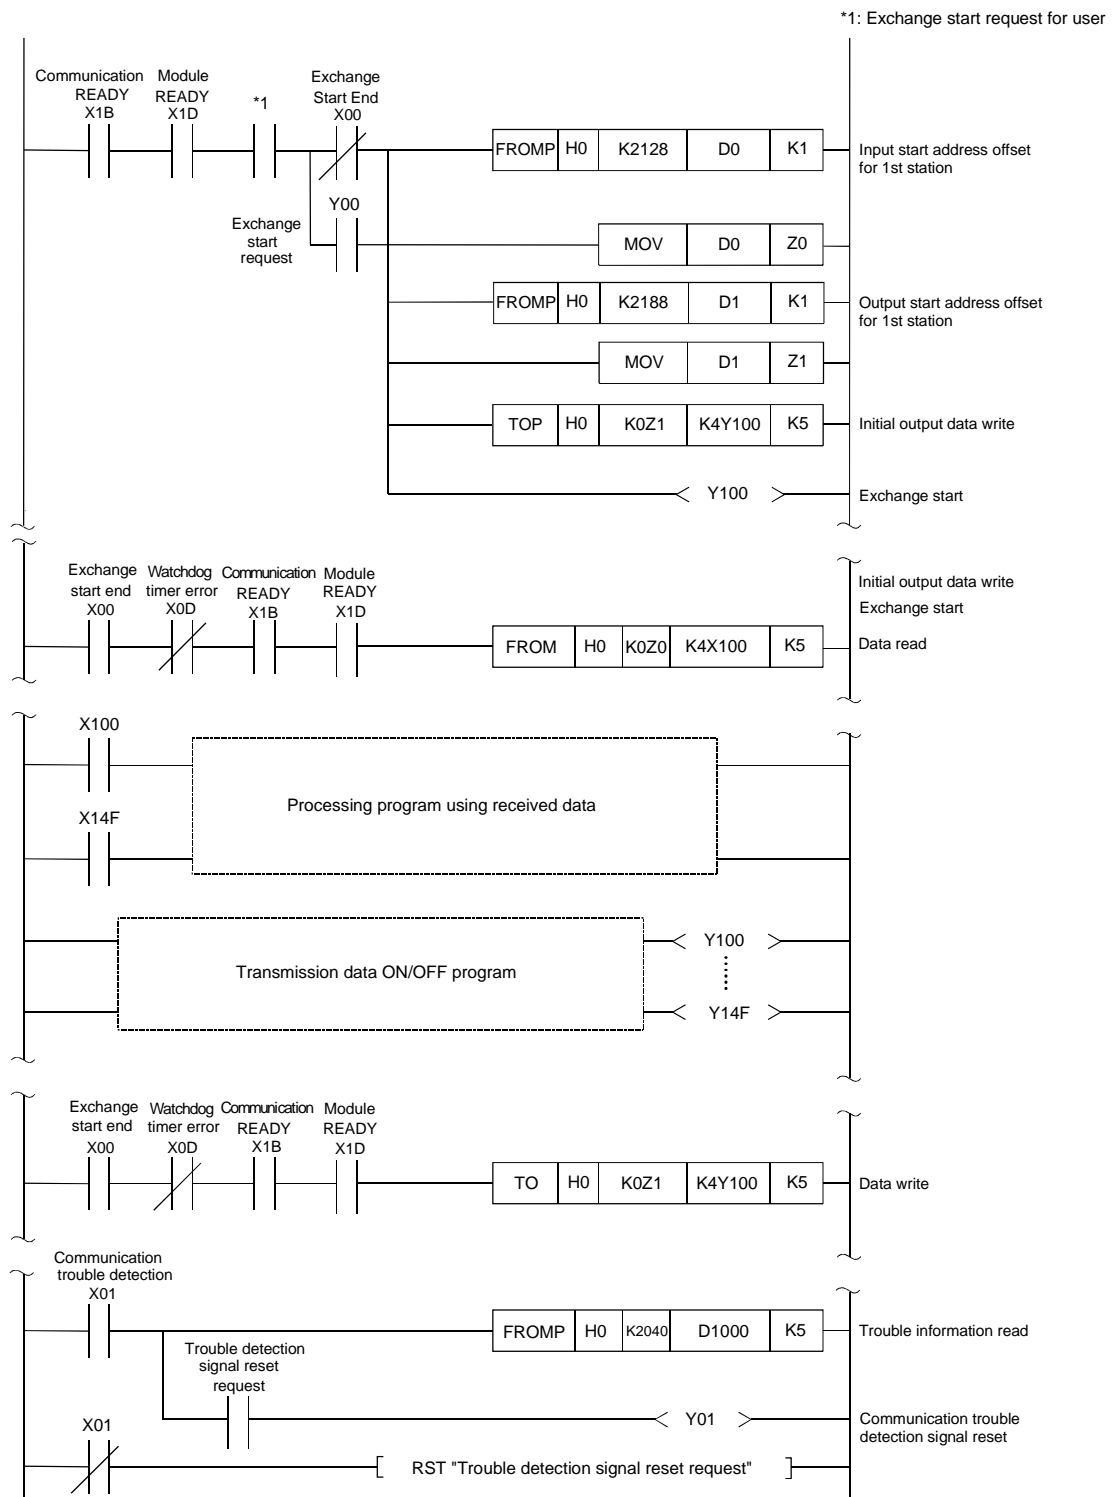 *1: Exchange start request for user
Communication
READY
X1B
Module
READY
X1D
*1
Exchange
Start End
X00
FROMP H0 K2128 D0 K1
Input start address offset
for 1st station
Y00
Exchange
start
request
MOV D0 Z0
FROMP H0 K2188 D1 K1
Output start address offset
for 1st station
MOV D1 Z1
TOP H0 K0Z1 K4Y100 K5
Initial output data write
Y100
Exchange start
Exchange
start end
X00
Watchdog
timer error
X0D
Communication
READY
X1B
Module
READY
X1D
Initial output data write
Exchange start
FROM H0 K0Z0 K4X100 K5
Data read
X100
Processing program using received data
X14F
Y100
Transmission data ON/OFF program
Y14F
Exchange
start end
X00
Watchdog
timer error
X0D
Communication
READY
X1B
Module
READY
X1D
TO H0 K0Z1 K4Y100 K5
Data write
Communication
trouble detection
X01
FROMP H0 K2040 D1000 K5
Trouble information read
Trouble detection
signal reset
request
Y01
Communication trouble
detection signal reset
X01
RST "Trouble detection signal reset request"